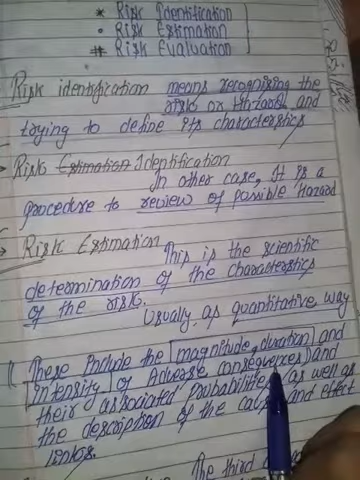 * Risk Identification
• Risk Estimation
# Risk Evaluation
Risk identification means recognising the
risk or Hazard and
trying to define its characteristics
→ Risk Estimation Identification
In other case, It is a
procedure to review of possible Hazard
→ Risk Estimation
This is the scientific
determination of the characteristics
of the risk.
Usually as quantitative way
These Include the magnitude, duration and
Intensity of Adverse consequences and
their associated Probabilite as well as
the description of the cause and effect
links.
The third